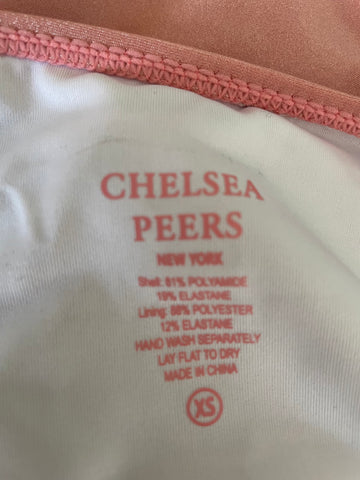 CHELSEA
PEERS
NEW YORK
Shell: 81% POLYAMIDE
19% ELASTANE
Lining: 88% POLYESTER
12% ELASTANE
HAND WASH SEPARATELY
LAY FLAT TO DRY
MADE IN CHINA
XS